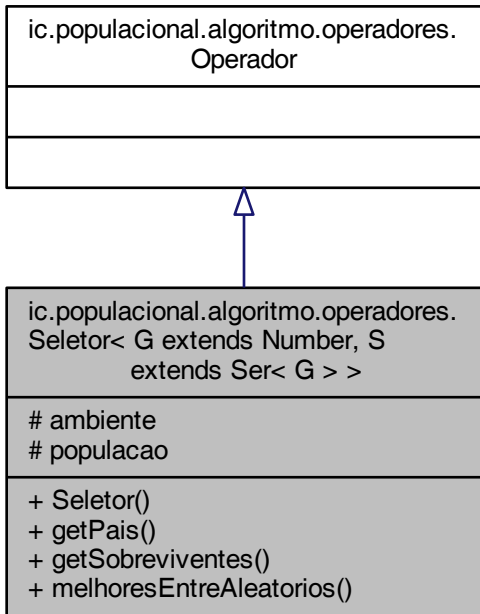 ic.populacional.algoritmo.operadores.
Operador
ic.populacional.algoritmo.operadores.
Seletor< G extends Number, S
extends Ser< G > >
# ambiente
# populacao
+ Seletor()
+ getPais()
+ getSobreviventes()
+ melhoresEntreAleatorios()